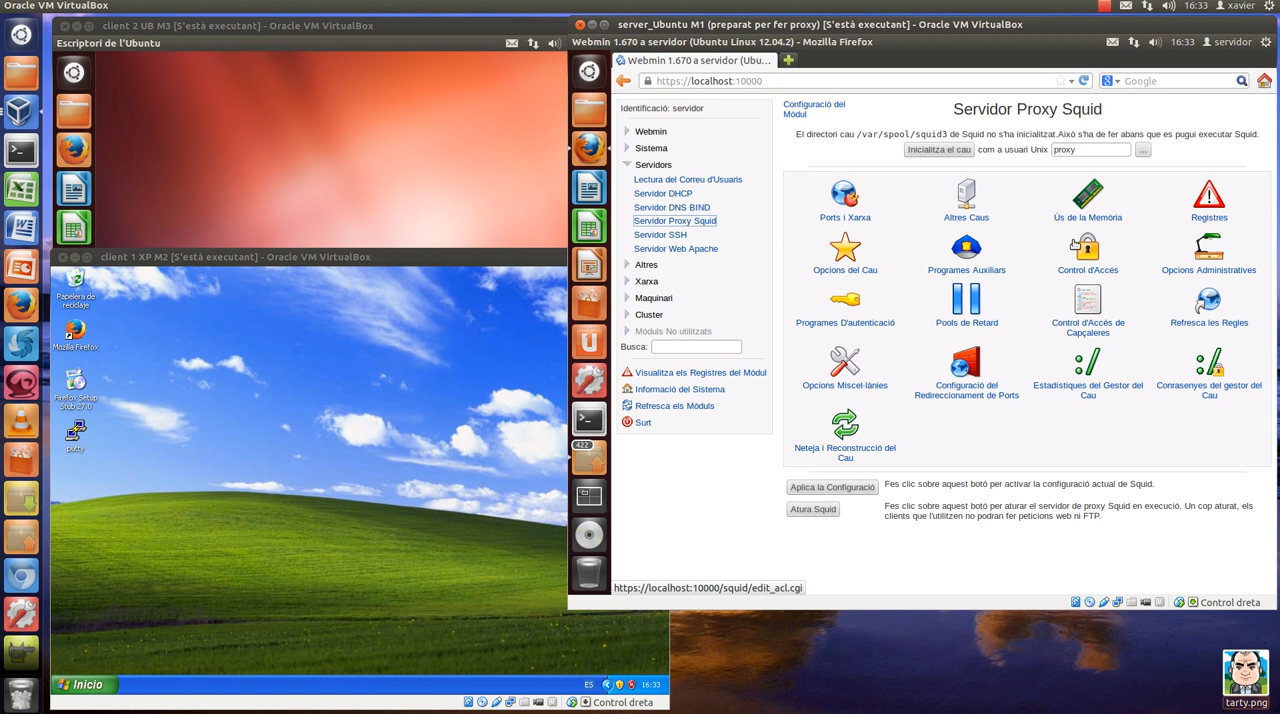 Oracle VM VirtualBox
16:33
xavier
client 2 UB M3 [S'està executant] - Oracle VM VirtualBox
Escriptori de l'Ubuntu
client 1 XP M2 [S'està executant] - Oracle VM VirtualBox
Papelera de
reciclaje
Mozilla Firefox
Firefox Setup
Stub 27.0
putty
Inicio
ES
16:33
Control dreta
server_Ubuntu M1 (preparat per fer proxy) [S'està executant] - Oracle VM VirtualBox
Webmin 1.670 a servidor (Ubuntu Linux 12.04.2) - Mozilla Firefox
16:33
servidor
Webmin 1.670 a servidor (Ubu...
https://localhost:10000
Google
422
Identificació: servidor
Webmin
Sistema
Servidors
Lectura del Correu d'Usuaris
Servidor DHCP
Servidor DNS BIND
Servidor Proxy Squid
Servidor SSH
Servidor Web Apache
Altres
Xarxa
Maquinari
Cluster
Mòduls No utilitzats
Busca:
Visualitza els Registres del Mòdul
Informació del Sistema
Refresca els Mòduls
Surt
Configuració del
Mòdul
Servidor Proxy Squid
El directori cau /var/spool/squid3 de Squid no s'ha inicialitzat.Això s'ha de fer abans que es pugui executar Squid.
Inicialitza el cau com a usuari Unix proxy ...
Ports i Xarxa
Altres Caus
Ús de la Memòria
Registres
Opcions del Cau
Programes Auxiliars
Control d'Accés
Opcions Administratives
Programes D'autenticació
Pools de Retard
Control d'Accés de
Capçaleres
Refresca les Regles
Opcions Miscel·lànies
Configuració del
Redireccionament de Ports
Estadístiques del Gestor del
Cau
Conrasenyes del gestor del
Cau
Neteja i Reconstrucció del
Cau
Aplica la Configuració
Fes clic sobre aquest botó per activar la configuració actual de Squid.
Atura Squid
Fes clic sobre aquest botó per aturar el servidor de proxy Squid en execució. Un cop aturat, els
clients que l'utilitzen no podran fer peticions web ni FTP.
https://localhost:10000/squid/edit_acl.cgi
Control dreta
tarty.png